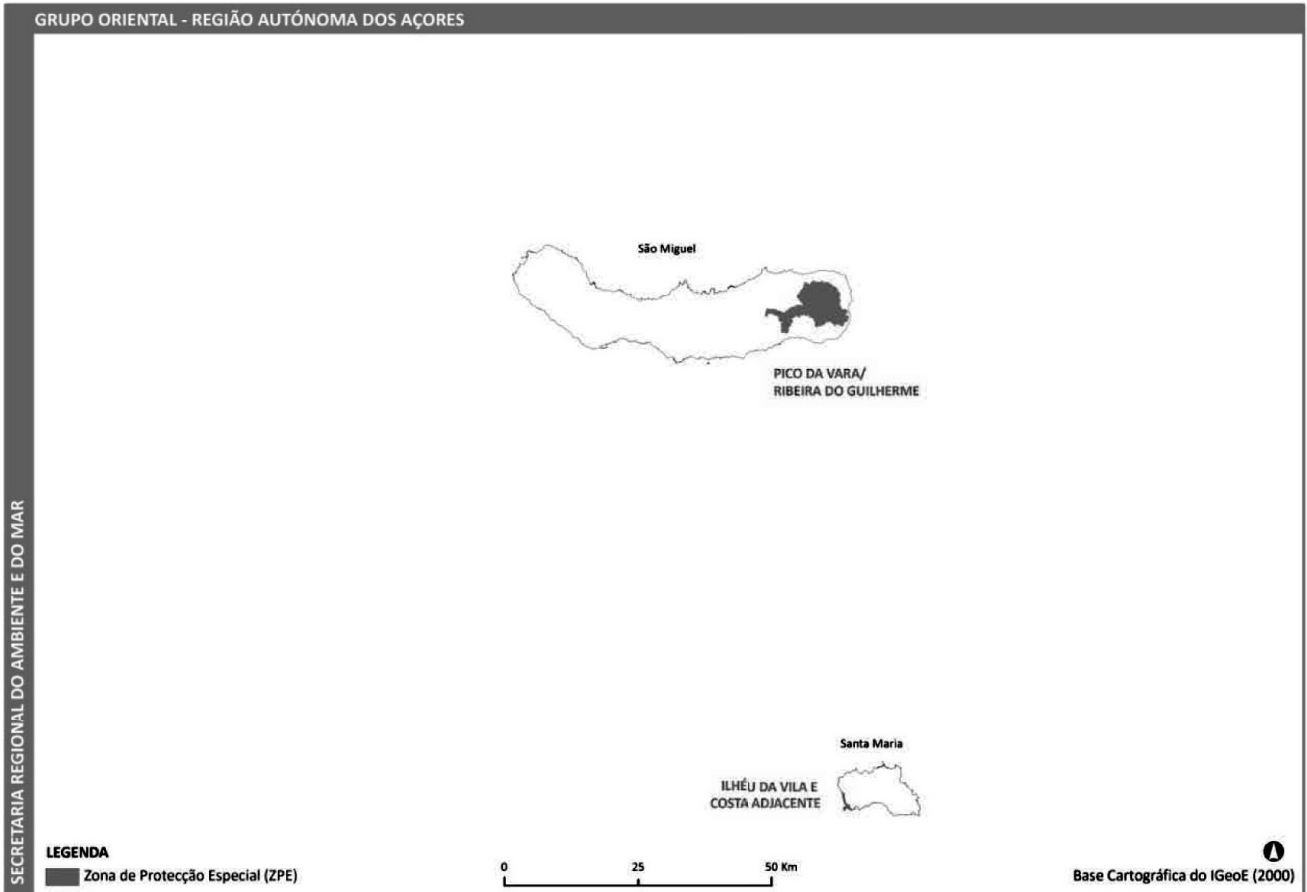 GRUPO ORIENTAL - REGIÃO AUTÓNOMA DOS AÇORES
SECRETARIA REGIONAL DO AMBIENTE E DO MAR
São Miguel
PICO DA VARA/
RIBEIRA DO GUILHERME
Santa Maria
ILHÉU DA VILA E
COSTA ADJACENTE
LEGENDA
Zona de Protecção Especial (ZPE)
0 25 50 Km
Base Cartográfica do IGeoE (2000)